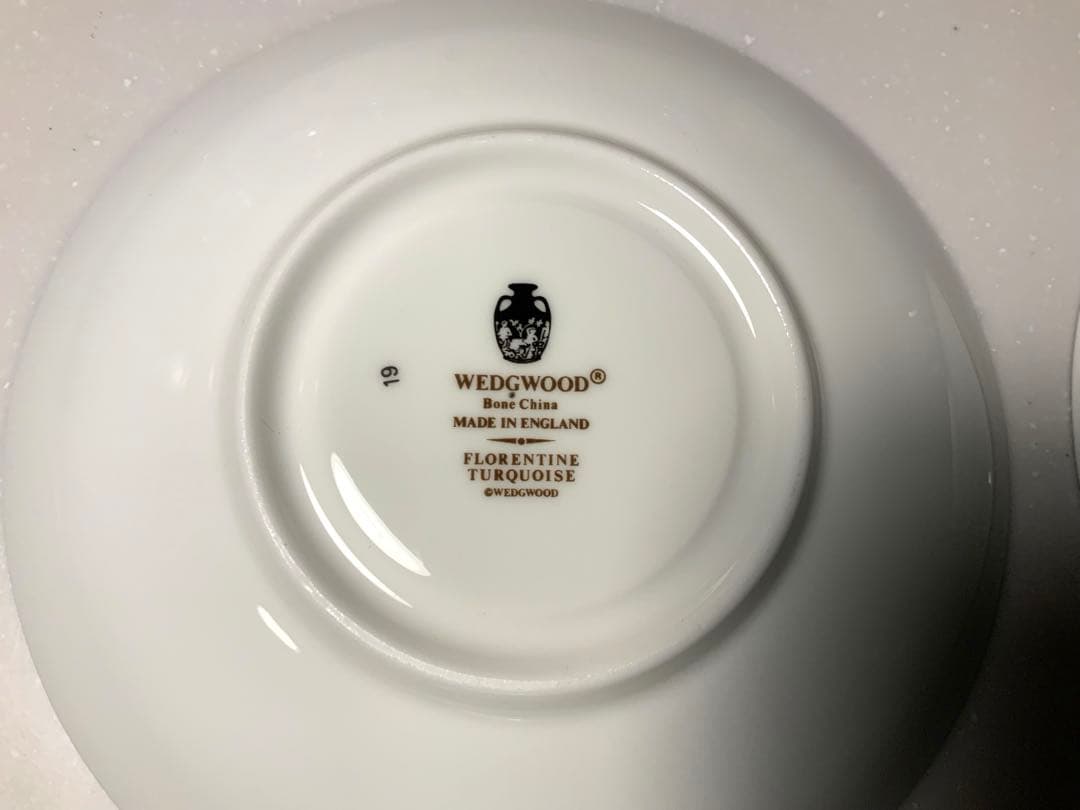 19
WEDGWOOD®
Bone China
MADE IN ENGLAND
FLORENTINE
TURQUOISE
©WEDGWOOD